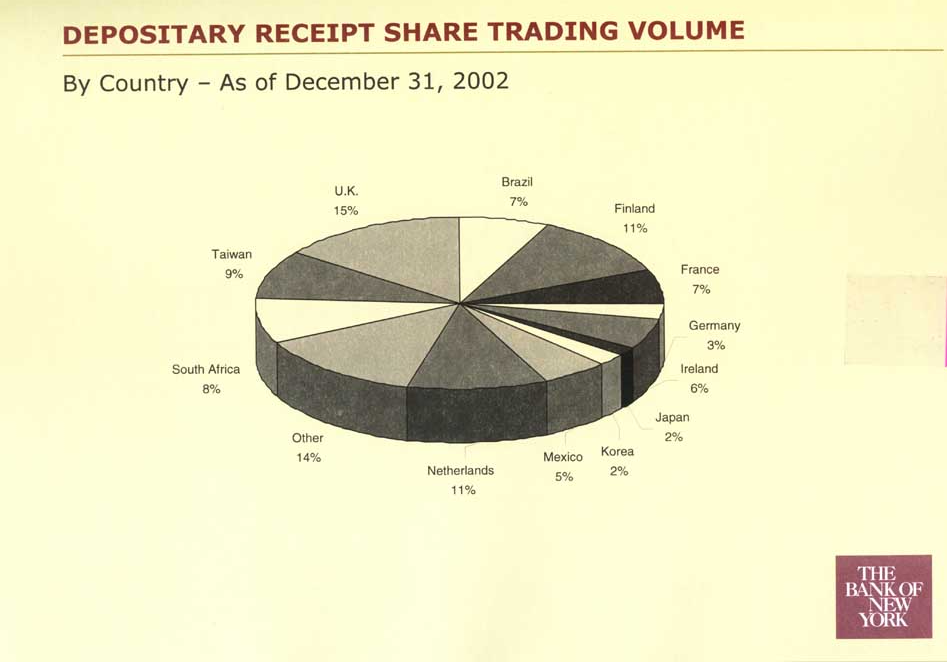 DEPOSITARY RECEIPT SHARE TRADING VOLUME
By Country – As of December 31, 2002
Brazil
7%
Finland
11%
France
7%
Germany
3%
Ireland
6%
Japan
2%
Korea
2%
Mexico
5%
Netherlands
11%
Other
14%
South Africa
8%
Taiwan
9%
U.K.
15%
THE
BANK OF
NEW
YORK